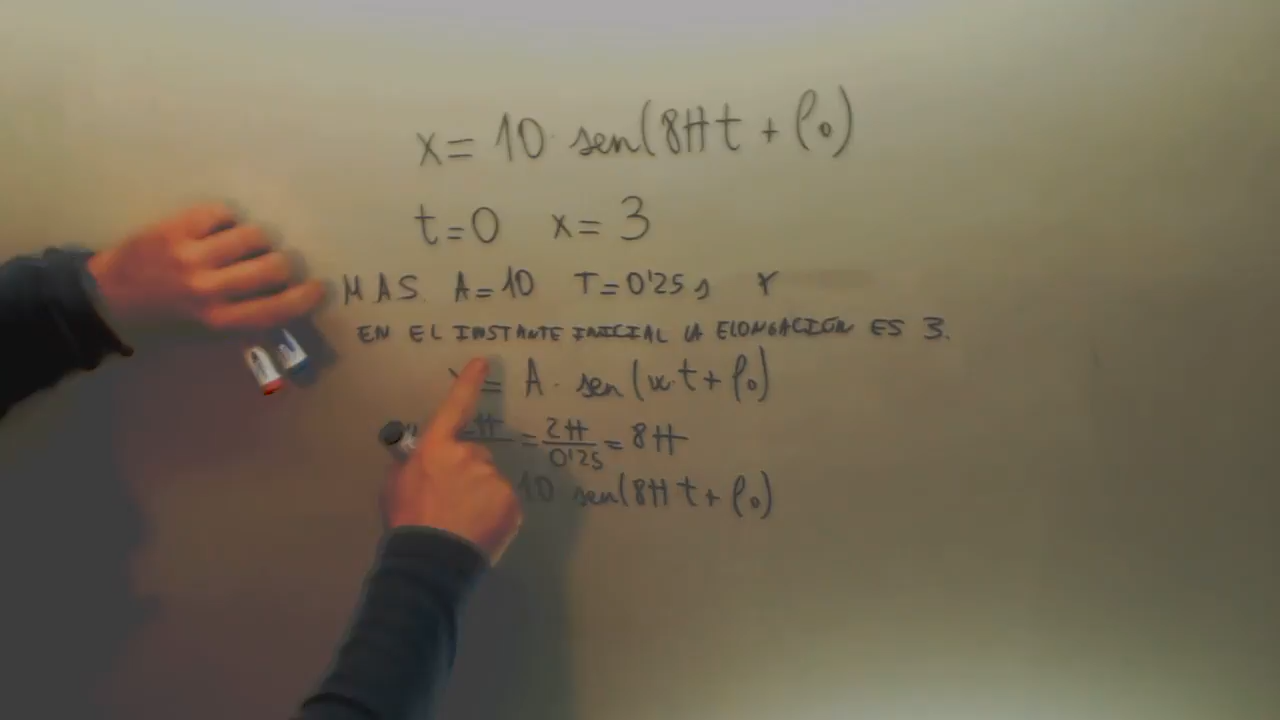 x = 10 · sen(8π t + φ₀)
t = 0 x = 3
M A S. A = 10 T = 0'25 s Y
EN EL INSTANTE INICIAL LA ELONGACIÓN ES 3.
= A · sen(w·t + φ₀)
2π = 2π/0'25 = 8π
10 sen(8π t + φ₀)